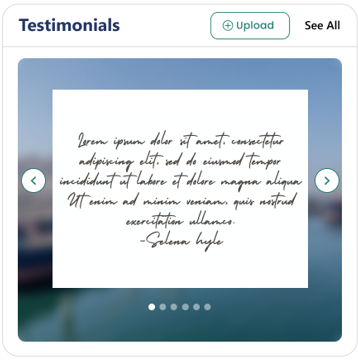 Testimonials
Upload
See All
Lorem ipsum dolor sit amet, consectetur
adipiscing elit, sed do eiusmod tempor
incididunt ut labore et dolore magna aliqua
Ut enim ad minim veniam, quis nostrud
exercitation ullamco.
-Selena hyle